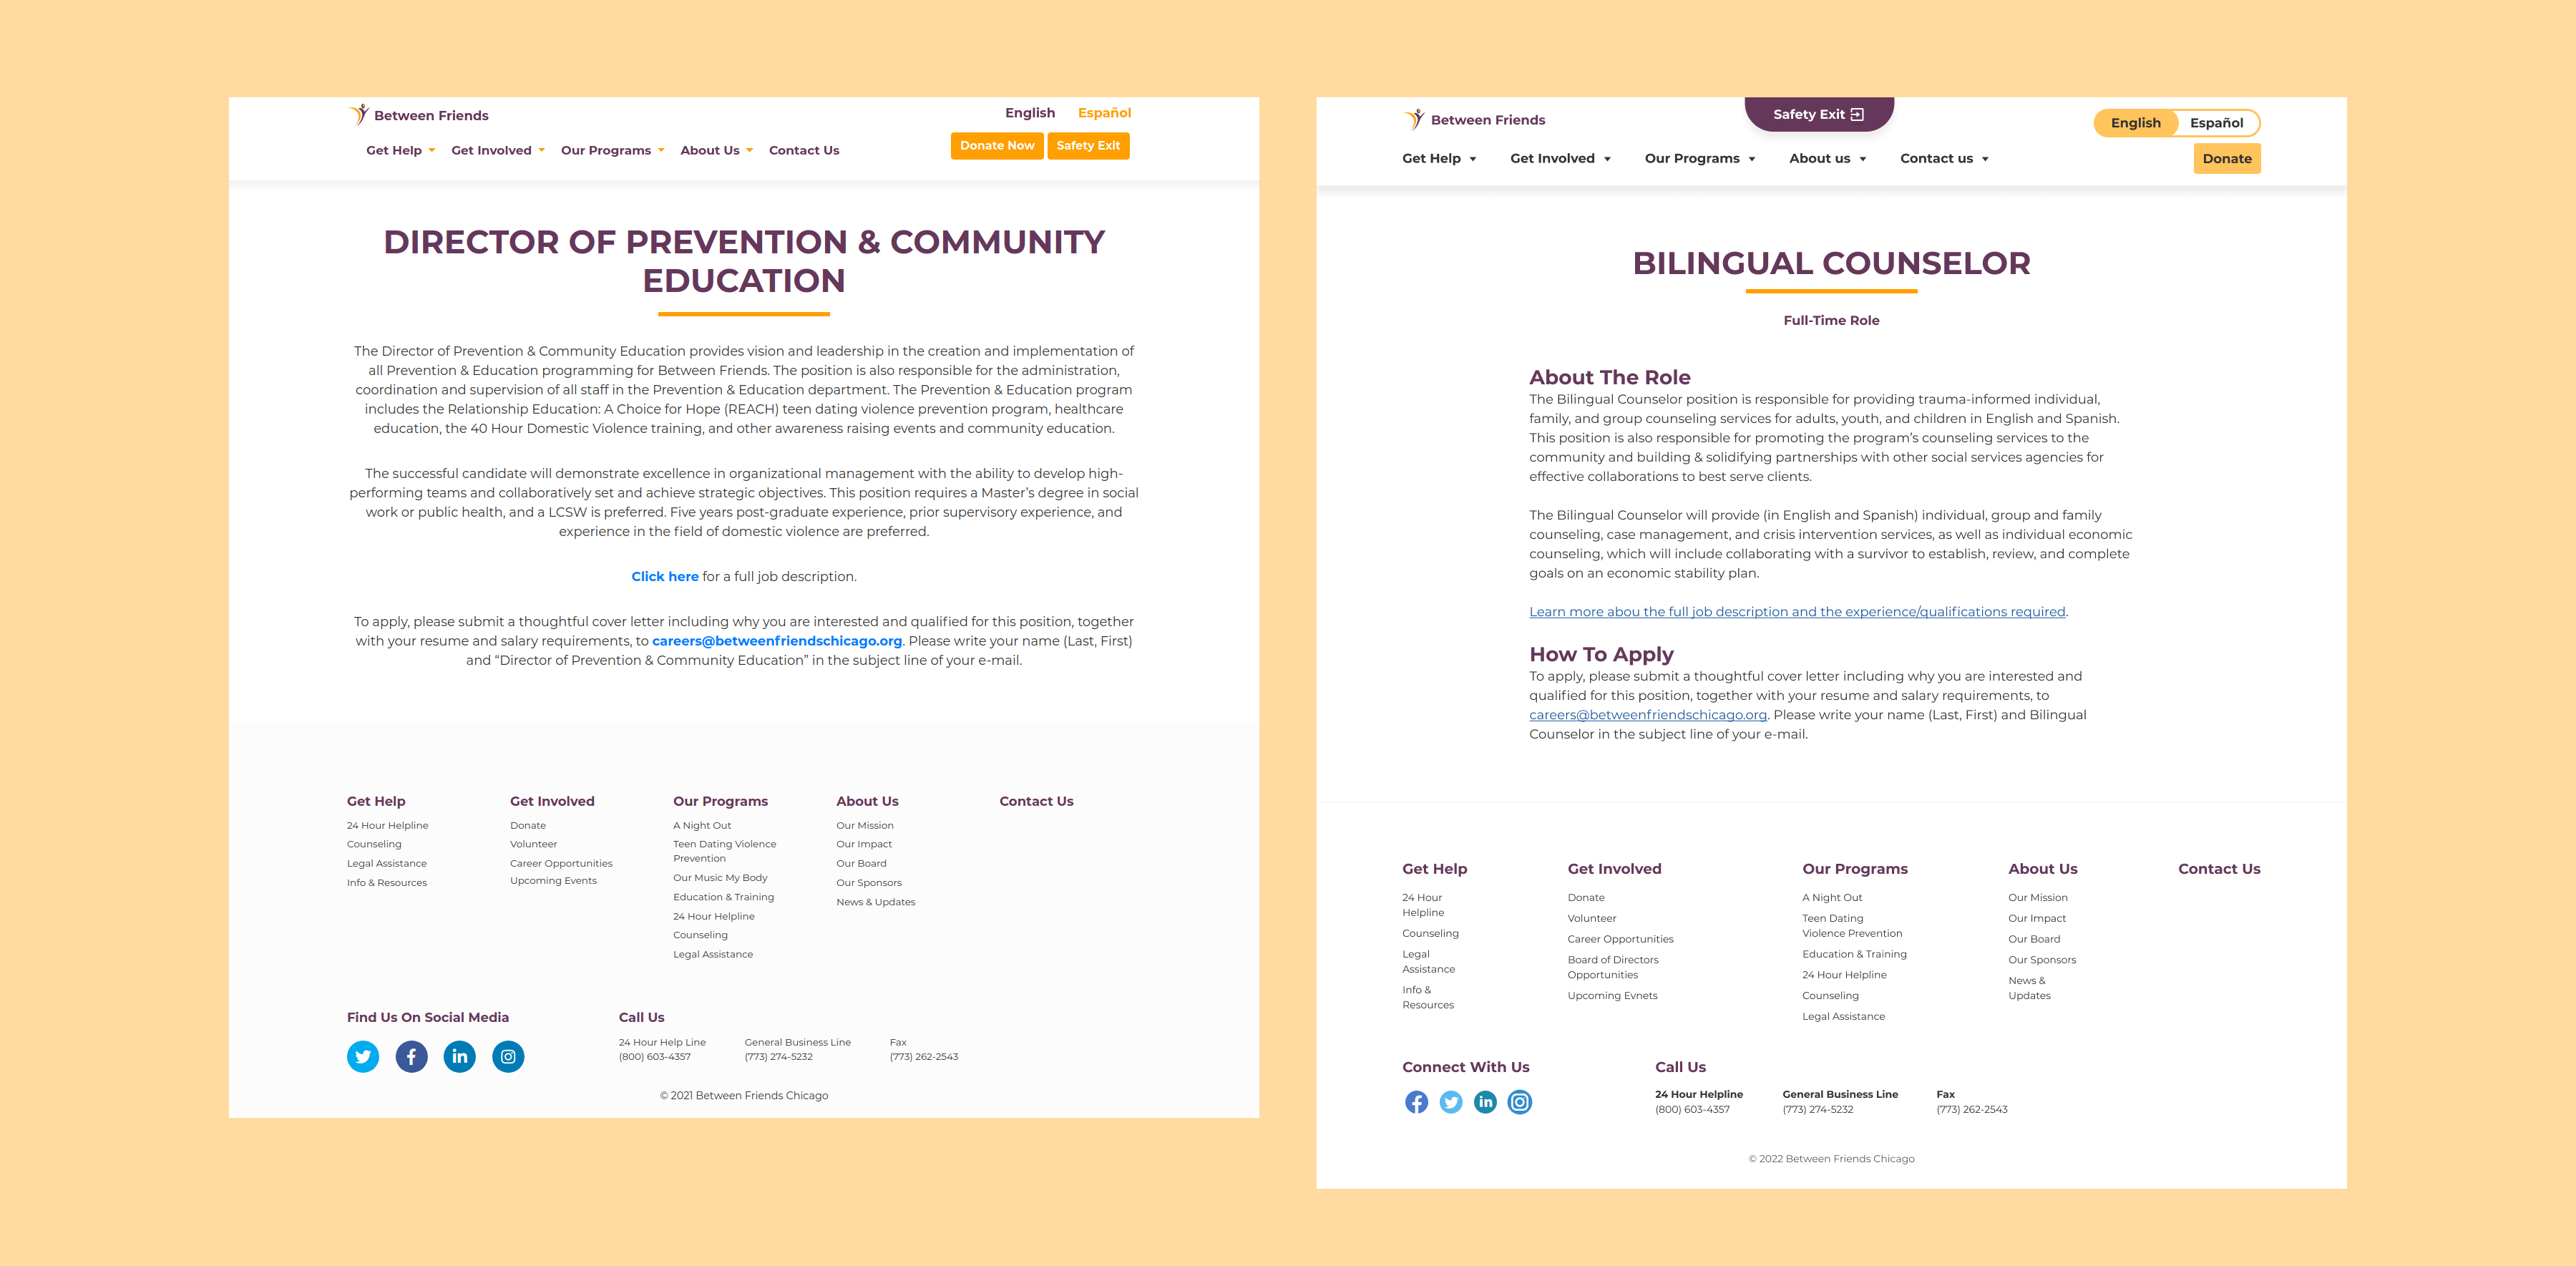 Between Friends
English Español
Get Help Get Involved Our Programs About Us Contact Us
Donate Now Safety Exit
DIRECTOR OF PREVENTION & COMMUNITY
EDUCATION
The Director of Prevention & Community Education provides vision and leadership in the creation and implementation of
all Prevention & Education programming for Between Friends. The position is also responsible for the administration,
coordination and supervision of all staff in the Prevention & Education department. The Prevention & Education program
includes the Relationship Education: A Choice for Hope (REACH) teen dating violence prevention program, healthcare
education, the 40 Hour Domestic Violence training, and other awareness raising events and community education.
The successful candidate will demonstrate excellence in organizational management with the ability to develop high-
performing teams and collaboratively set and achieve strategic objectives. This position requires a Master’s degree in social
work or public health, and a LCSW is preferred. Five years post-graduate experience, prior supervisory experience, and
experience in the field of domestic violence are preferred.
Click here for a full job description.
To apply, please submit a thoughtful cover letter including why you are interested and qualified for this position, together
with your resume and salary requirements, to careers@betweenfriendschicago.org. Please write your name (Last, First)
and “Director of Prevention & Community Education” in the subject line of your e-mail.
Get Help
24 Hour Helpline
Counseling
Legal Assistance
Info & Resources
Get Involved
Donate
Volunteer
Career Opportunities
Upcoming Events
Our Programs
A Night Out
Teen Dating Violence
Prevention
Our Music My Body
Education & Training
24 Hour Helpline
Counseling
Legal Assistance
About Us
Our Mission
Our Impact
Our Board
Our Sponsors
News & Updates
Contact Us
Find Us On Social Media
Call Us
24 Hour Help Line
(800) 603-4357
General Business Line
(773) 274-5232
Fax
(773) 262-2543
© 2021 Between Friends Chicago
Between Friends
Safety Exit
English Español
Get Help Get Involved Our Programs About us Contact us
Donate
BILINGUAL COUNSELOR
Full-Time Role
About The Role
The Bilingual Counselor position is responsible for providing trauma-informed individual,
family, and group counseling services for adults, youth, and children in English and Spanish.
This position is also responsible for promoting the program’s counseling services to the
community and building & solidifying partnerships with other social services agencies for
effective collaborations to best serve clients.
The Bilingual Counselor will provide (in English and Spanish) individual, group and family
counseling, case management, and crisis intervention services, as well as individual economic
counseling, which will include collaborating with a survivor to establish, review, and complete
goals on an economic stability plan.
Learn more abou the full job description and the experience/qualifications required.
How To Apply
To apply, please submit a thoughtful cover letter including why you are interested and
qualified for this position, together with your resume and salary requirements, to
careers@betweenfriendschicago.org. Please write your name (Last, First) and Bilingual
Counselor in the subject line of your e-mail.
Get Help
24 Hour
Helpline
Counseling
Legal
Assistance
Info &
Resources
Get Involved
Donate
Volunteer
Career Opportunities
Board of Directors
Opportunities
Upcoming Evnets
Our Programs
A Night Out
Teen Dating
Violence Prevention
Education & Training
24 Hour Helpline
Counseling
Legal Assistance
About Us
Our Mission
Our Impact
Our Board
Our Sponsors
News &
Updates
Contact Us
Connect With Us
Call Us
24 Hour Helpline
(800) 603-4357
General Business Line
(773) 274-5232
Fax
(773) 262-2543
© 2022 Between Friends Chicago